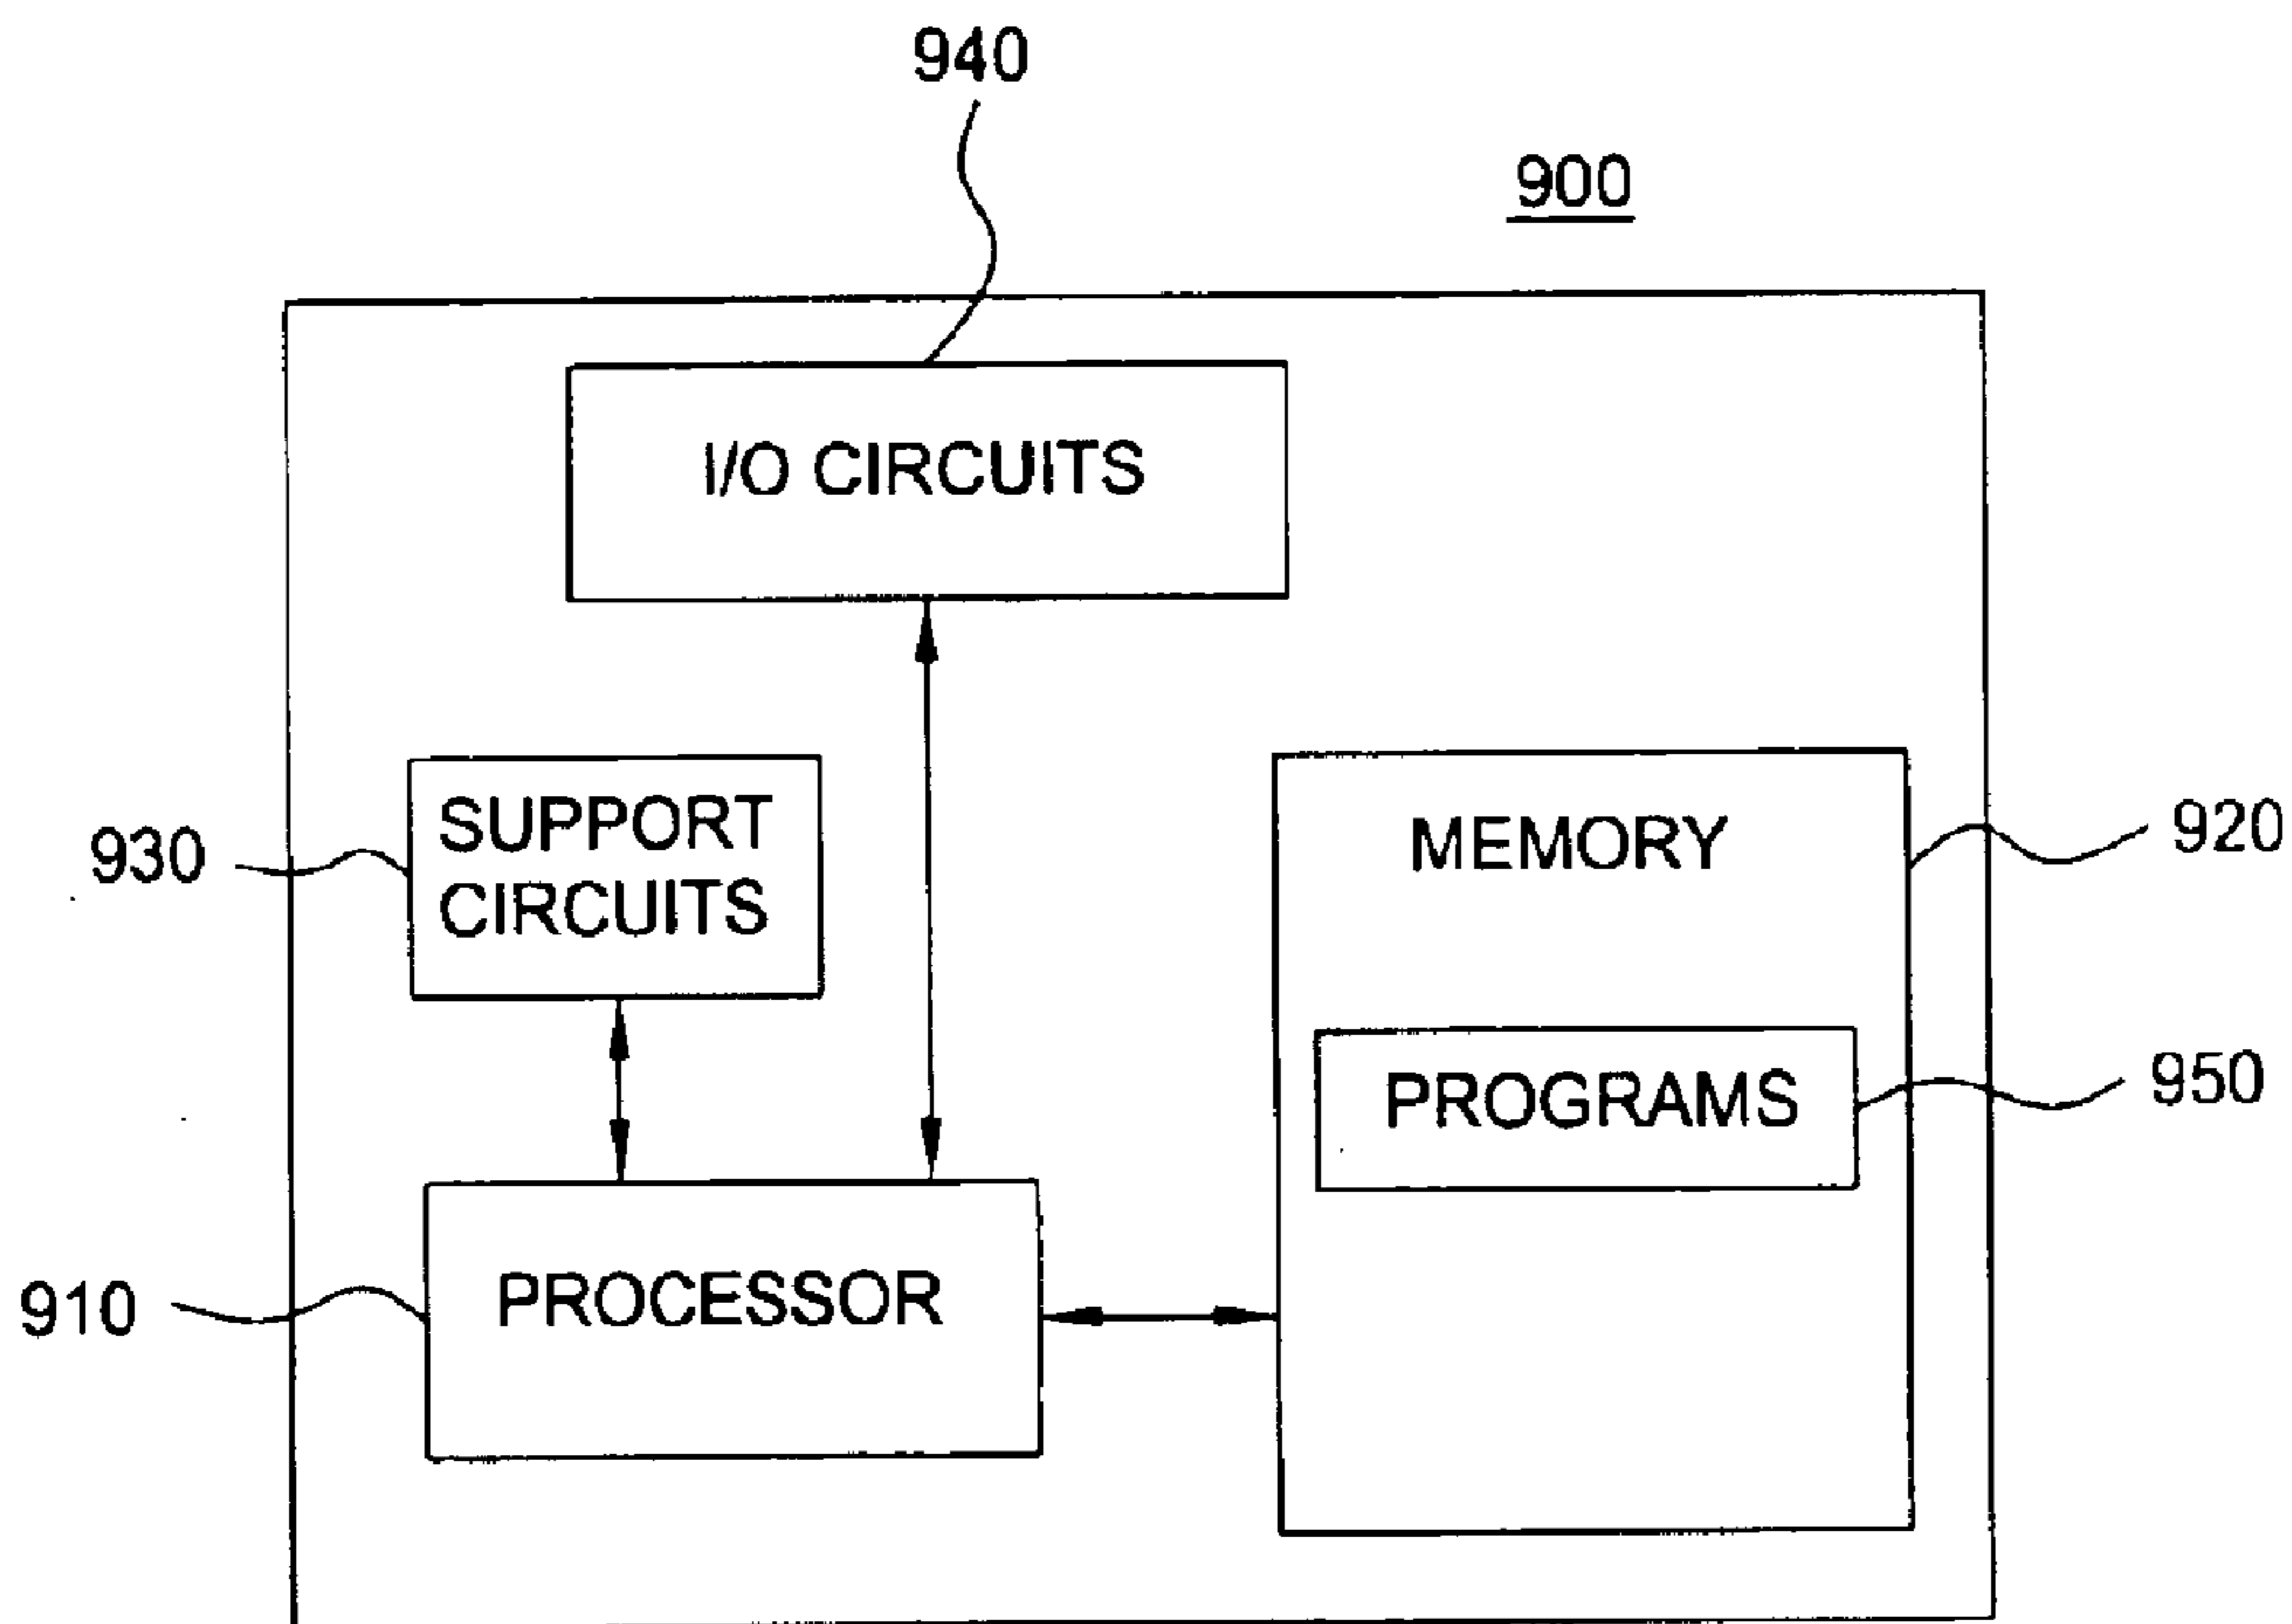 940
900
I/O CIRCUITS
SUPPORT
CIRCUITS
930
MEMORY
920
PROGRAMS
950
PROCESSOR
910